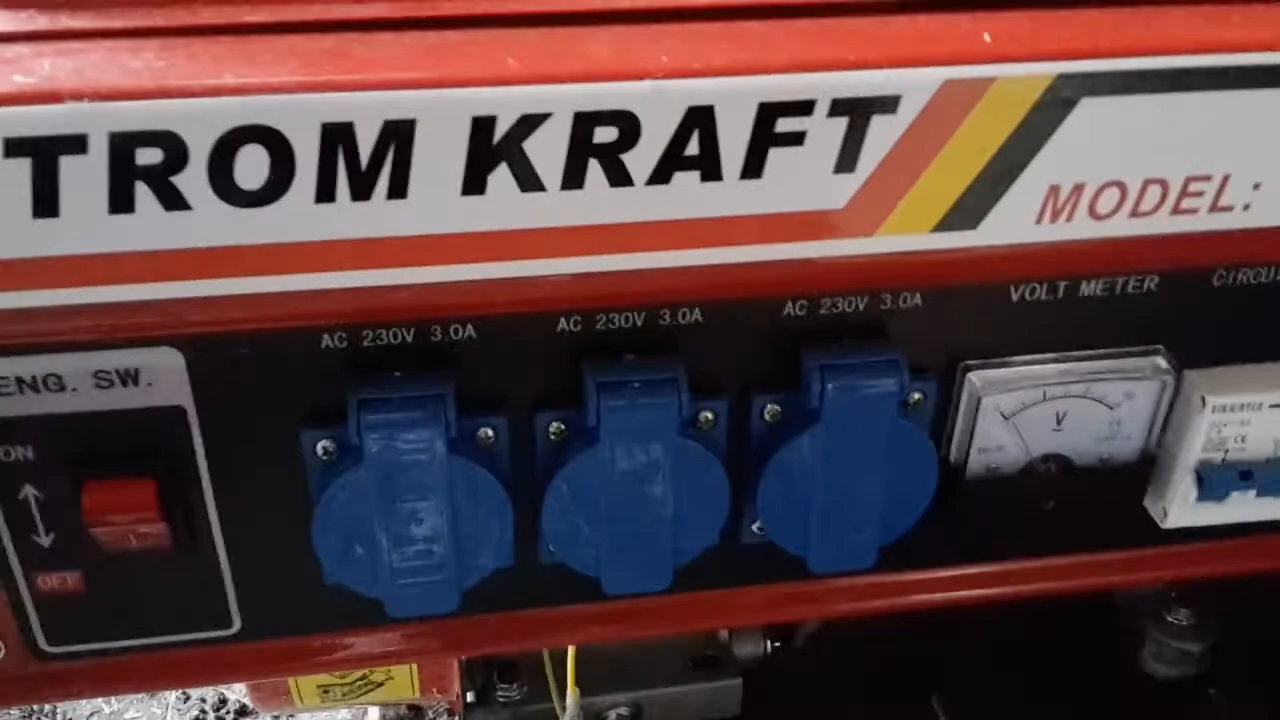 TROM KRAFT
MODEL:
AC 230V 3.0A
AC 230V 3.0A
AC 230V 3.0A
VOLT METER
CIRCU
ENG. SW.
ON
OFF
V